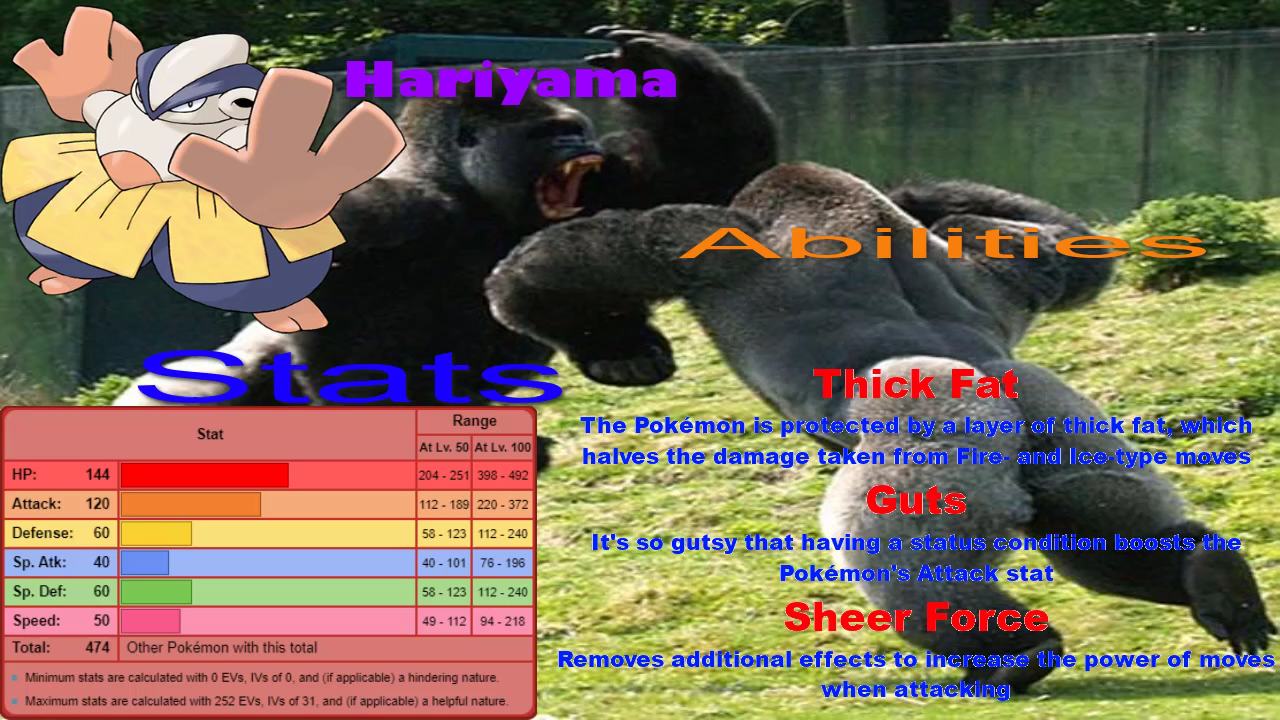 Hariyama
Abilities
Stats
Stat
Range
At Lv. 50 At Lv. 100
HP: 144 204 - 251 398 - 492
Attack: 120 112 - 189 220 - 372
Defense: 60 58 - 123 112 - 240
Sp. Atk: 40 40 - 101 76 - 196
Sp. Def: 60 58 - 123 112 - 240
Speed: 50 49 - 112 94 - 218
Total: 474 Other Pokémon with this total
Minimum stats are calculated with 0 EVs, IVs of 0, and (if applicable) a hindering nature.
Maximum stats are calculated with 252 EVs, IVs of 31, and (if applicable) a helpful nature.
Thick Fat
The Pokémon is protected by a layer of thick fat, which
halves the damage taken from Fire- and Ice-type moves
Guts
It's so gutsy that having a status condition boosts the
Pokémon's Attack stat
Sheer Force
Removes additional effects to increase the power of moves
when attacking